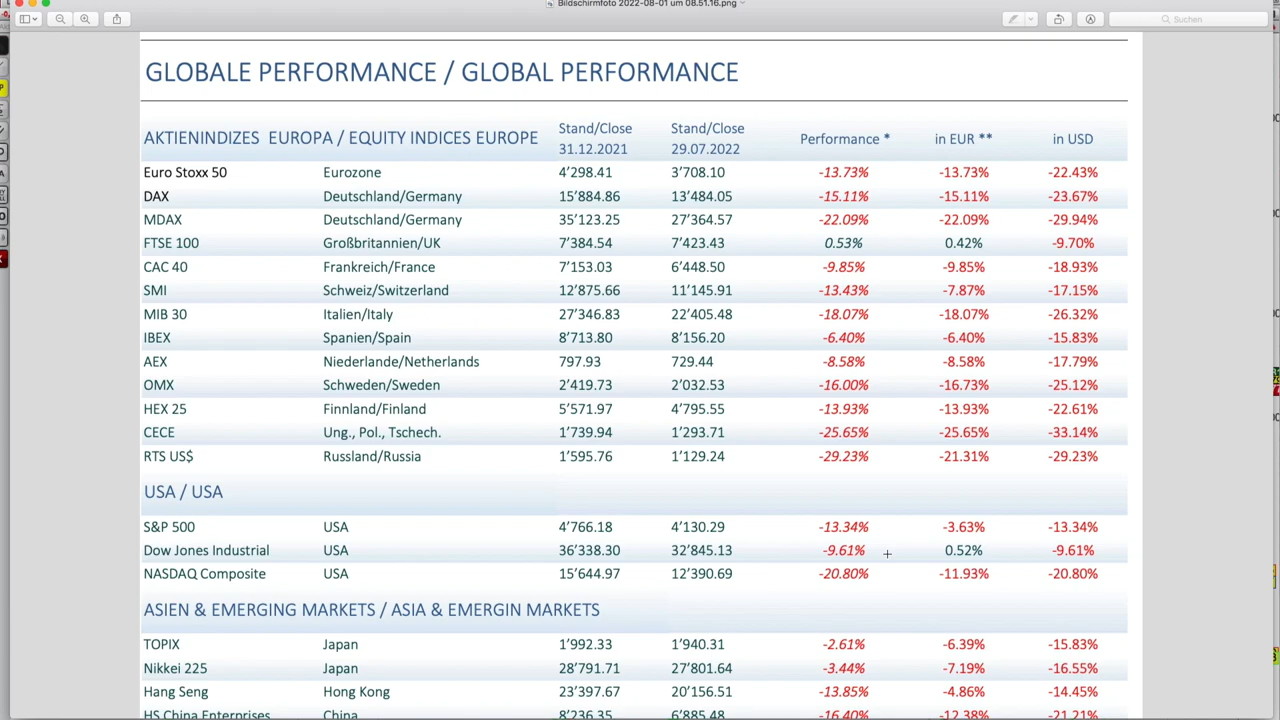 Bildschirmfoto 2022-08-01 um 08.51.16.png
Suchen
GLOBALE PERFORMANCE / GLOBAL PERFORMANCE
AKTIENINDIZES EUROPA / EQUITY INDICES EUROPE Stand/Close 31.12.2021 Stand/Close 29.07.2022 Performance * in EUR ** in USD
Euro Stoxx 50 Eurozone 4’298.41 3’708.10 -13.73% -13.73% -22.43%
DAX Deutschland/Germany 15’884.86 13’484.05 -15.11% -15.11% -23.67%
MDAX Deutschland/Germany 35’123.25 27’364.57 -22.09% -22.09% -29.94%
FTSE 100 Großbritannien/UK 7’384.54 7’423.43 0.53% 0.42% -9.70%
CAC 40 Frankreich/France 7’153.03 6’448.50 -9.85% -9.85% -18.93%
SMI Schweiz/Switzerland 12’875.66 11’145.91 -13.43% -7.87% -17.15%
MIB 30 Italien/Italy 27’346.83 22’405.48 -18.07% -18.07% -26.32%
IBEX Spanien/Spain 8’713.80 8’156.20 -6.40% -6.40% -15.83%
AEX Niederlande/Netherlands 797.93 729.44 -8.58% -8.58% -17.79%
OMX Schweden/Sweden 2’419.73 2’032.53 -16.00% -16.73% -25.12%
HEX 25 Finnland/Finland 5’571.97 4’795.55 -13.93% -13.93% -22.61%
CECE Ung., Pol., Tschech. 1’739.94 1’293.71 -25.65% -25.65% -33.14%
RTS US$ Russland/Russia 1’595.76 1’129.24 -29.23% -21.31% -29.23%
USA / USA
S&P 500 USA 4’766.18 4’130.29 -13.34% -3.63% -13.34%
Dow Jones Industrial USA 36’338.30 32’845.13 -9.61% 0.52% -9.61%
NASDAQ Composite USA 15’644.97 12’390.69 -20.80% -11.93% -20.80%
ASIEN & EMERGING MARKETS / ASIA & EMERGIN MARKETS
TOPIX Japan 1’992.33 1’940.31 -2.61% -6.39% -15.83%
Nikkei 225 Japan 28’791.71 27’801.64 -3.44% -7.19% -16.55%
Hang Seng Hong Kong 23’397.67 20’156.51 -13.85% -4.86% -14.45%
HS China Enterprises China 8’236.35 6’885.48 -16.40% -12.38% -21.21%